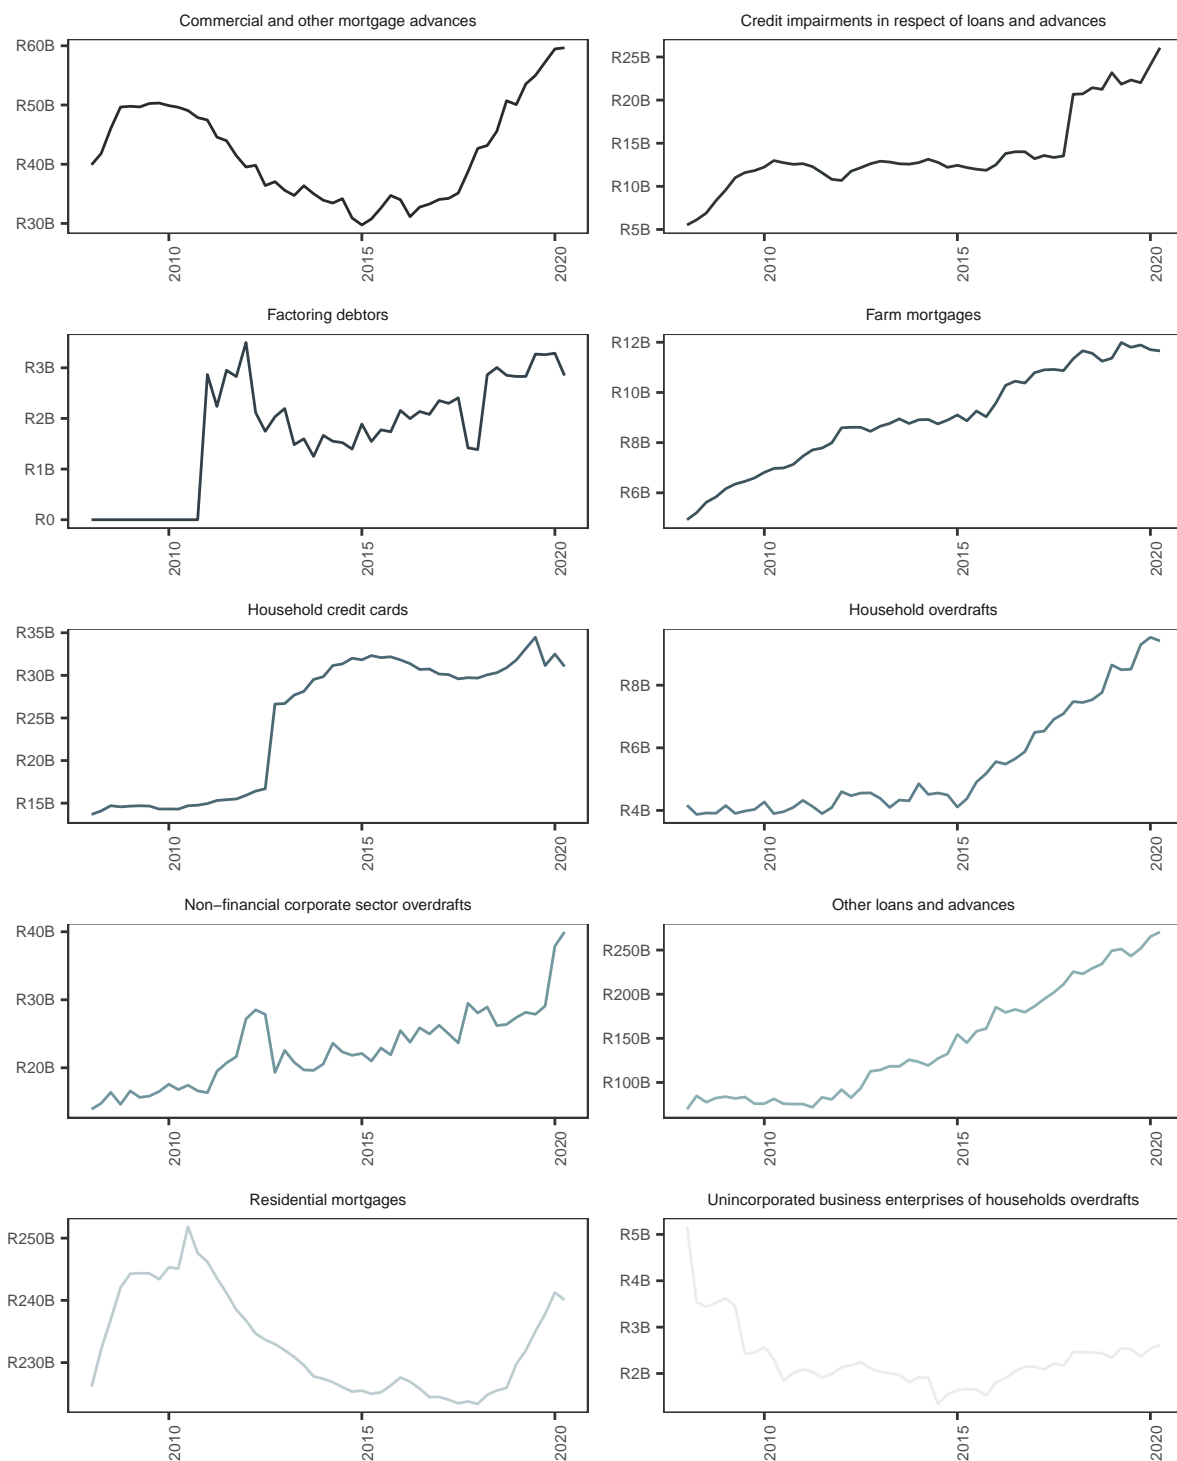 Commercial and other mortgage advances
R60B
R50B
R40B
R30B
2010
2015
2020
Credit impairments in respect of loans and advances
R25B
R20B
R15B
R10B
R5B
2010
2015
2020
Factoring debtors
R3B
R2B
R1B
R0
2010
2015
2020
Farm mortgages
R12B
R10B
R8B
R6B
2010
2015
2020
Household credit cards
R35B
R30B
R25B
R20B
R15B
2010
2015
2020
Household overdrafts
R8B
R6B
R4B
2010
2015
2020
Non−financial corporate sector overdrafts
R40B
R30B
R20B
2010
2015
2020
Other loans and advances
R250B
R200B
R150B
R100B
2010
2015
2020
Residential mortgages
R250B
R240B
R230B
2010
2015
2020
Unincorporated business enterprises of households overdrafts
R5B
R4B
R3B
R2B
2010
2015
2020